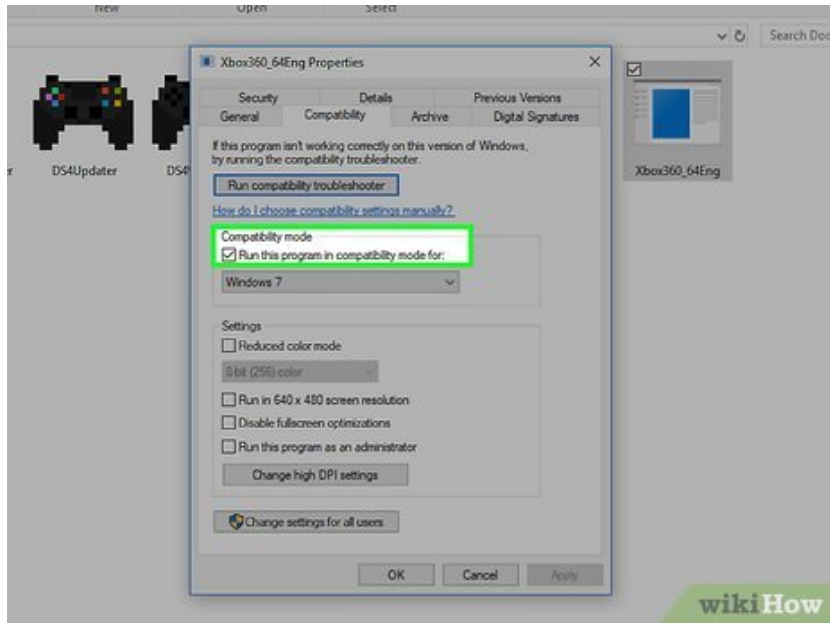 New Open Select
Search Doc
Xbox360_64Eng Properties
Security Details Previous Versions
General Compatibility Archive Digital Signatures
If this program isn't working correctly on this version of Windows,
by running the compatibility troubleshooter.
Run compatibility troubleshooter
How do I choose compatibility settings manually?
Compatibility mode
Run this program in compatibility mode for:
Windows 7
Settings
Reduced color mode
8 bit (256) color
Run in 640 x 480 screen resolution
Disable fullscreen optimizations
Run this program as an administrator
Change high DPI settings
Change settings for all users
OK Cancel Apply
r DS4Updater DS4
Xbox360_64Eng
wikiHow